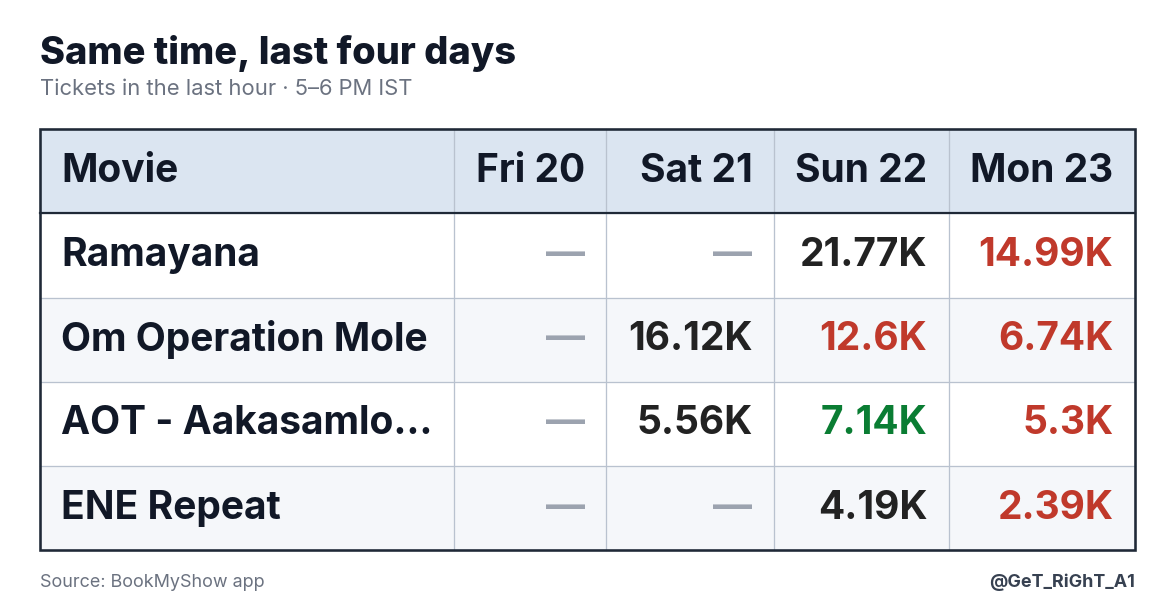 Same time, last four days
Tickets in the last hour · 5–6 PM IST
Movie Fri 20 Sat 21 Sun 22 Mon 23
Ramayana — — 21.77K 14.99K
Om Operation Mole — 16.12K 12.6K 6.74K
AOT - Aakasamlo... — 5.56K 7.14K 5.3K
ENE Repeat — — 4.19K 2.39K
Source: BookMyShow app @GeT_RiGhT_A1